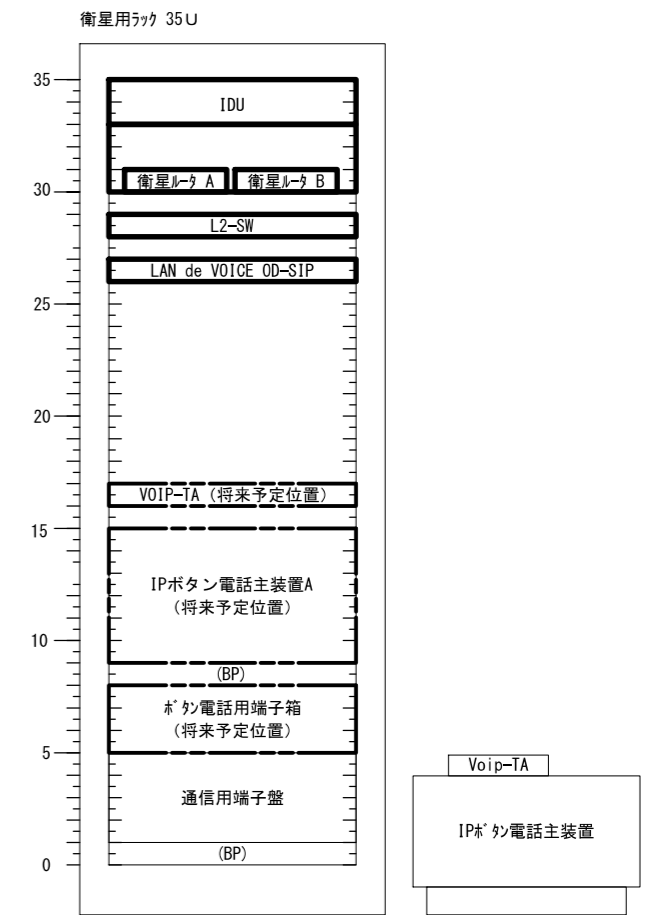 衛星用ﾗｯｸ 35U
35
IDU
衛星ﾙｰﾀ A
衛星ﾙｰﾀ B
30
L2-SW
LAN de VOICE OD-SIP
25
20
VOIP-TA (将来予定位置)
15
IPボタン電話主装置A
(将来予定位置)
10
(BP)
ﾎﾞﾀﾝ電話用端子箱
(将来予定位置)
5
通信用端子盤
(BP)
0
Voip-TA
IPﾎﾞﾀﾝ電話主装置